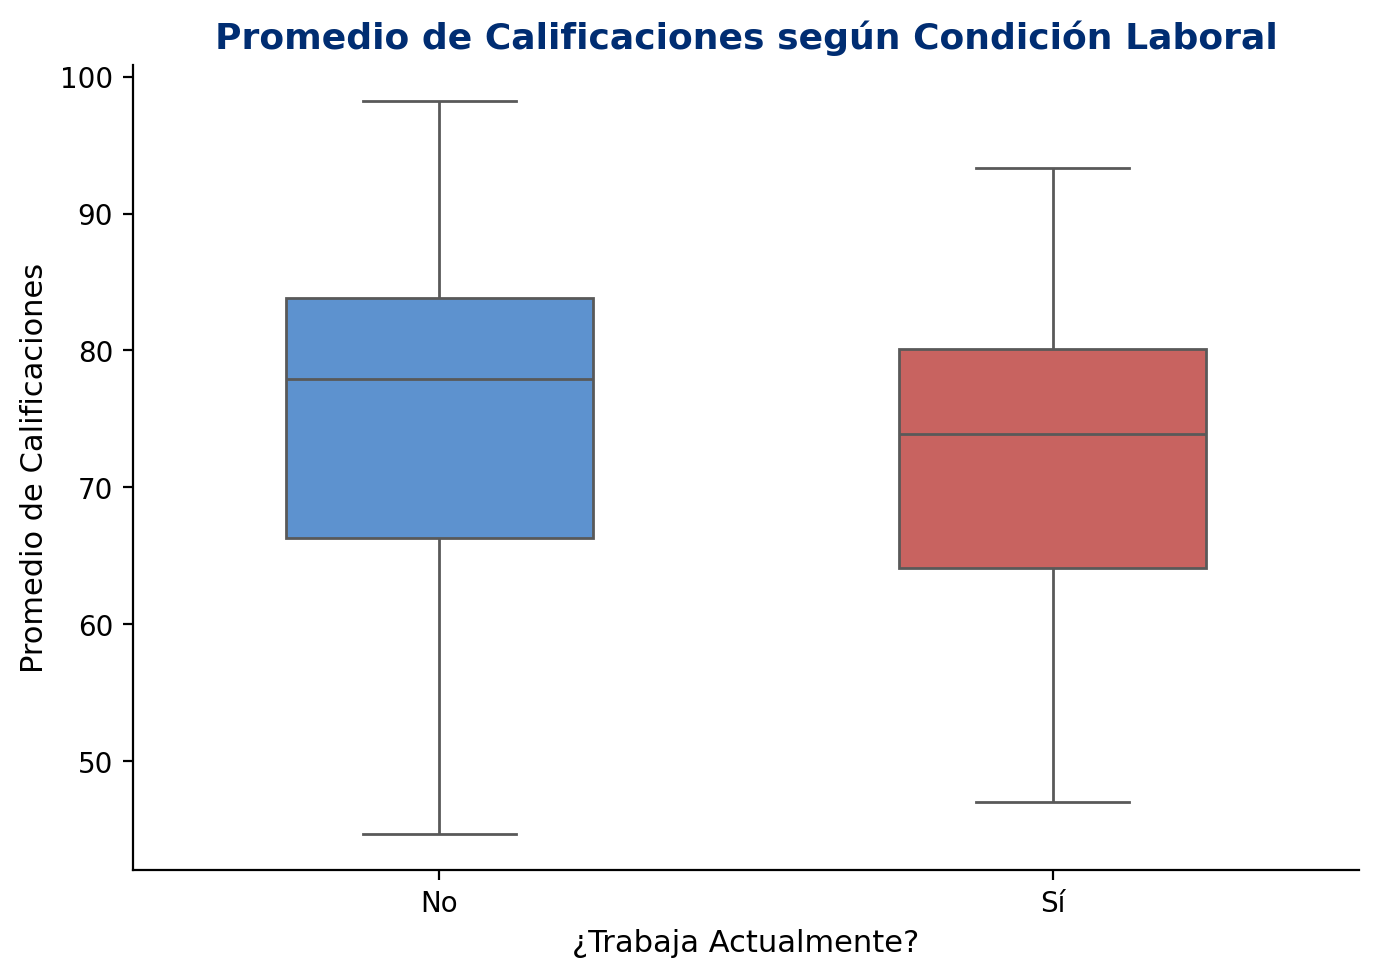 Promedio de Calificaciones según Condición Laboral
Promedio de Calificaciones
100
90
80
70
60
50
No
Sí
¿Trabaja Actualmente?